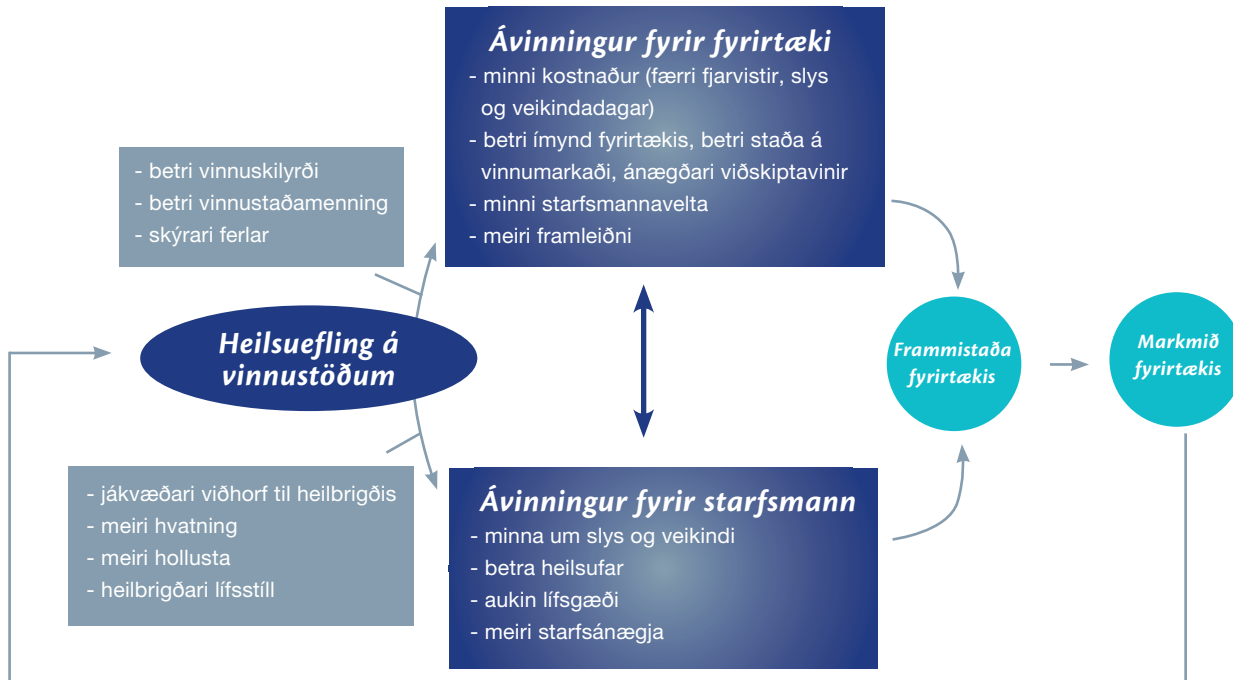 Ávinningur fyrir fyrirtæki
- minni kostnaður (færri fjarvistir, slys
og veikindadagar)
- betri ímynd fyrirtækis, betri staða á
vinnumarkaði, ánægðari viðskiptavinir
- minni starfsmannavelta
- meiri framleiðni
- betri vinnuskilyrði
- betri vinnustaðamenning
- skýrari ferlar
Heilsuefling á
vinnustöðum
Frammistaða
fyrirtækis
Markmið
fyrirtækis
- jákvæðari viðhorf til heilbrigðis
- meiri hvatning
- meiri hollusta
- heilbrigðari lífsstíll
Ávinningur fyrir starfsmann
- minna um slys og veikindi
- betra heilsufar
- aukin lífsgæði
- meiri starfsánægja